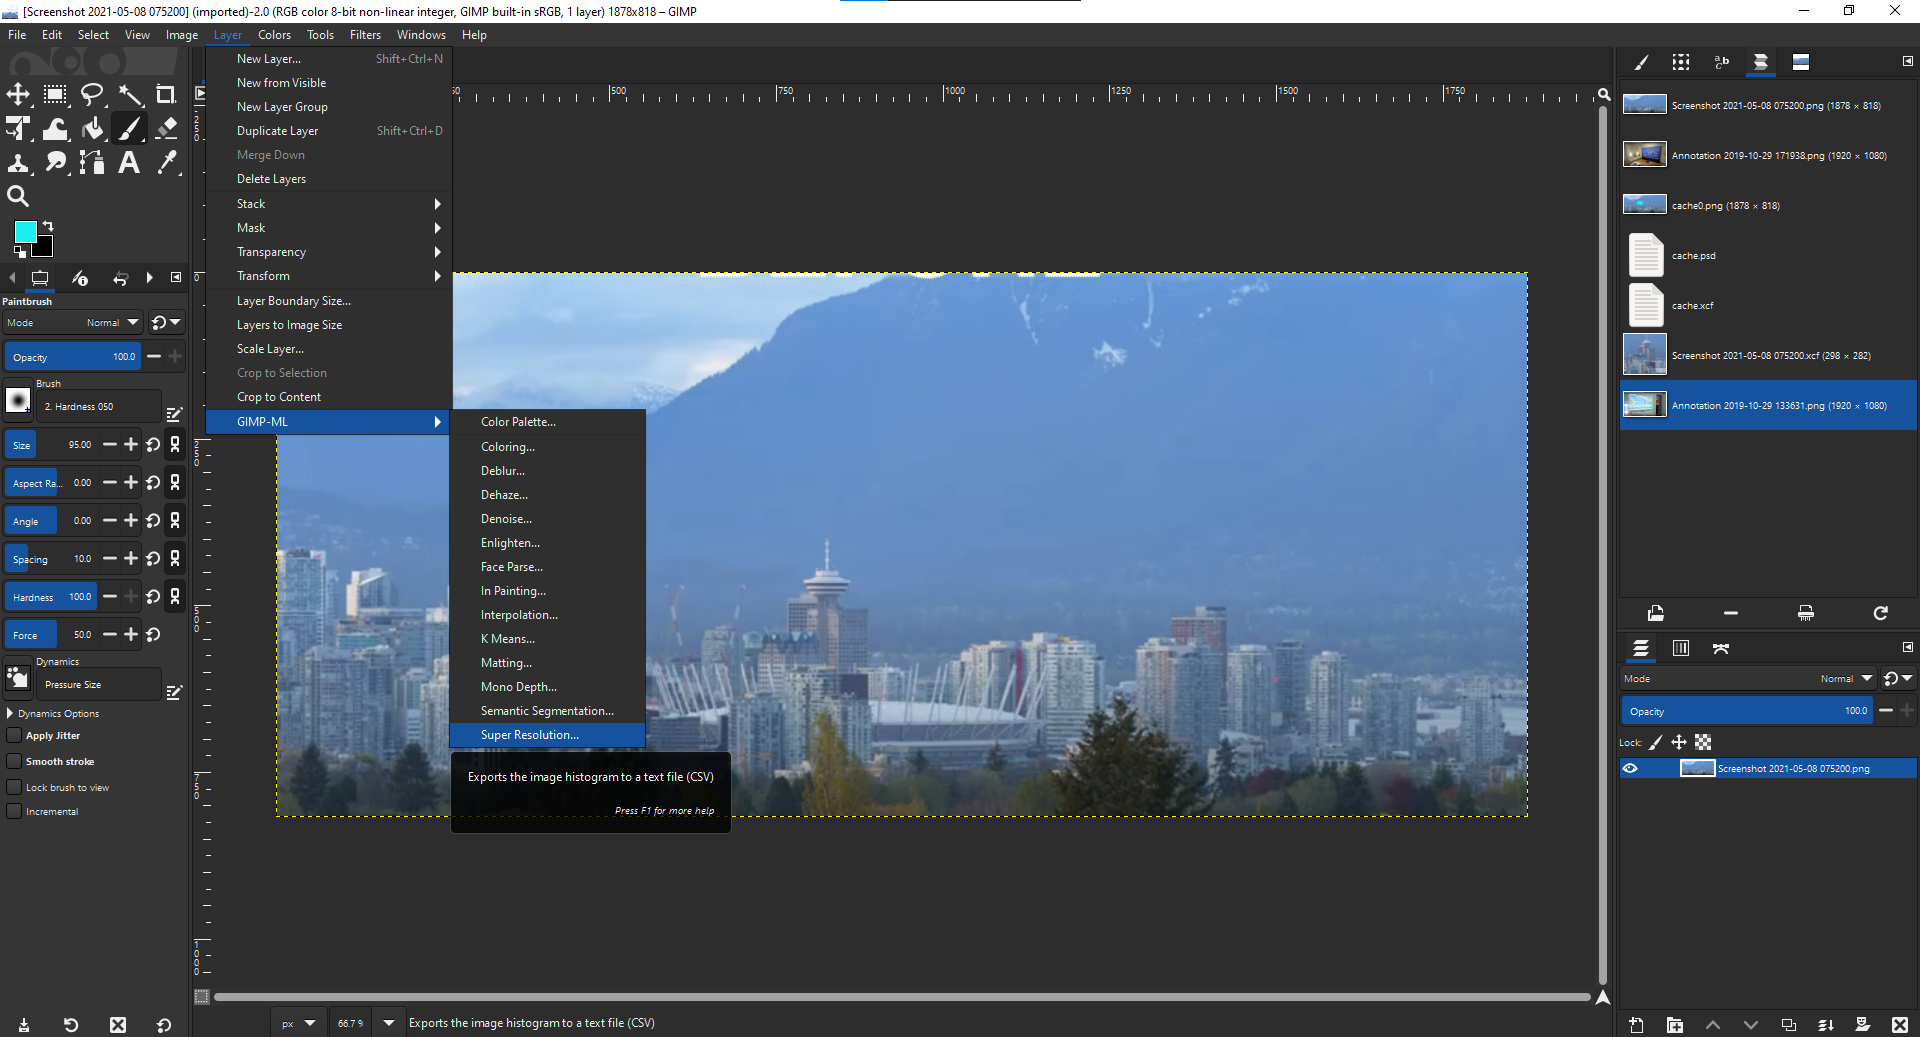 [Screenshot 2021-05-08 075200] (imported)-2.0 (RGB color 8-bit non-linear integer, GIMP built-in sRGB, 1 layer) 1878x818 – GIMP
File Edit Select View Image Layer Colors Tools Filters Windows Help
New Layer... Shift+Ctrl+N
New from Visible
New Layer Group
Duplicate Layer Shift+Ctrl+D
Merge Down
Delete Layers
Stack
Mask
Transparency
Transform
Layer Boundary Size...
Layers to Image Size
Scale Layer...
Crop to Selection
Crop to Content
GIMP-ML
Color Palette...
Coloring...
Deblur...
Dehaze...
Denoise...
Enlighten...
Face Parse...
In Painting...
Interpolation...
K Means...
Matting...
Mono Depth...
Semantic Segmentation...
Super Resolution...
Exports the image histogram to a text file (CSV)
Press F1 for more help
Paintbrush
Mode Normal
Opacity 100.0
Brush
2. Hardness 050
Size 95.00
Aspect Ra... 0.00
Angle 0.00
Spacing 10.0
Hardness 100.0
Force 50.0
Dynamics
Pressure Size
Dynamics Options
Apply Jitter
Smooth stroke
Lock brush to view
Incremental
50 500 750 1000 1250 1500 1750
250
0
250
500
750
1000
px 66.7 % Exports the image histogram to a text file (CSV)
Screenshot 2021-05-08 075200.png (1878 × 818)
Annotation 2019-10-29 171938.png (1920 × 1080)
cache0.png (1878 × 818)
cache.psd
cache.xcf
Screenshot 2021-05-08 075200.xcf (298 × 282)
Annotation 2019-10-29 133631.png (1920 × 1080)
Mode Normal
Opacity 100.0
Lock:
Screenshot 2021-05-08 075200.png